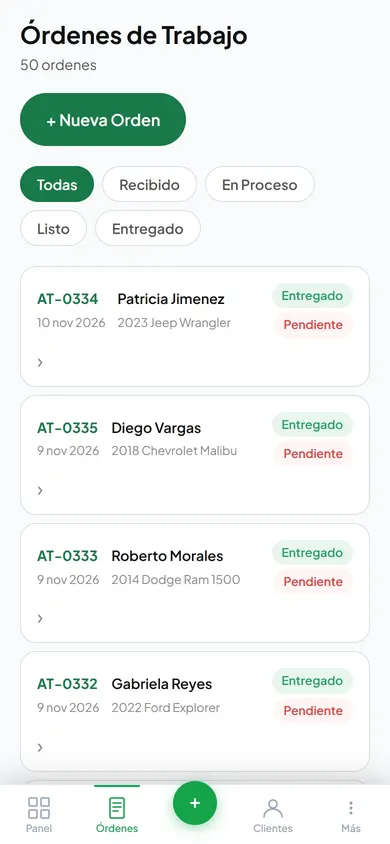 Órdenes de Trabajo
50 ordenes
+ Nueva Orden
Todas Recibido En Proceso
Listo Entregado
AT-0334 Patricia Jimenez Entregado
10 nov 2026 2023 Jeep Wrangler Pendiente
›
AT-0335 Diego Vargas Entregado
9 nov 2026 2018 Chevrolet Malibu Pendiente
›
AT-0333 Roberto Morales Entregado
9 nov 2026 2014 Dodge Ram 1500 Pendiente
›
AT-0332 Gabriela Reyes Entregado
9 nov 2026 2022 Ford Explorer Pendiente
›
+
Panel Órdenes Clientes Más